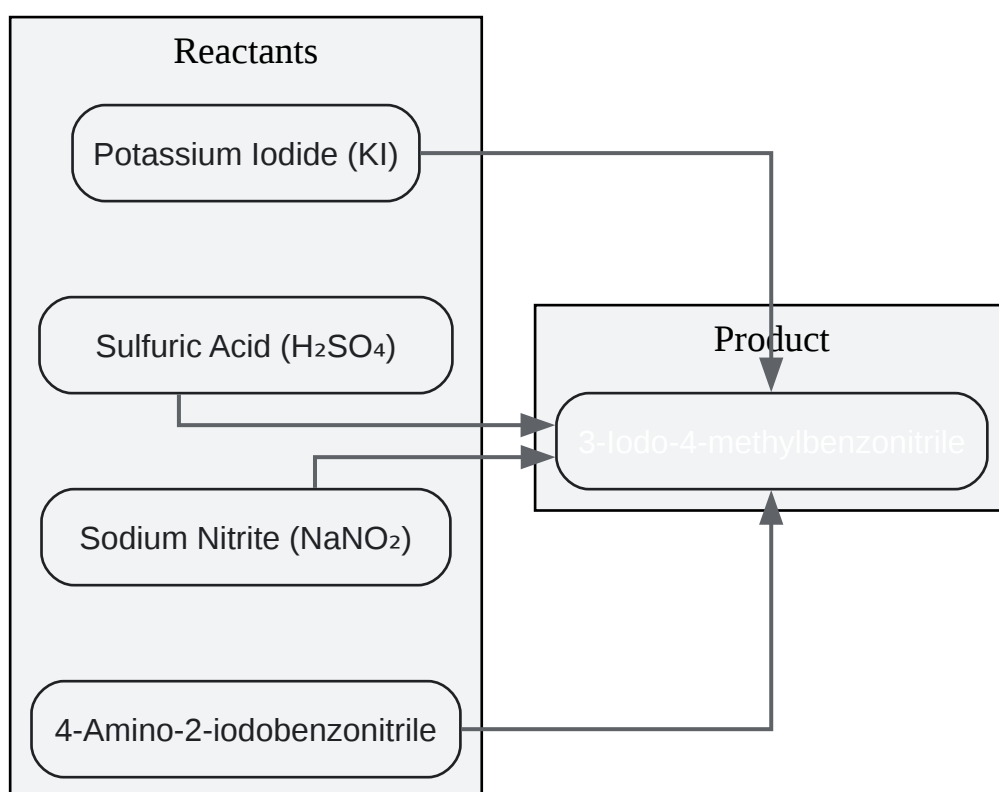 Reactants
Potassium Iodide (KI)
Sulfuric Acid (H₂SO₄)
Product
3-Iodo-4-methylbenzonitrile
Sodium Nitrite (NaNO₂)
4-Amino-2-iodobenzonitrile